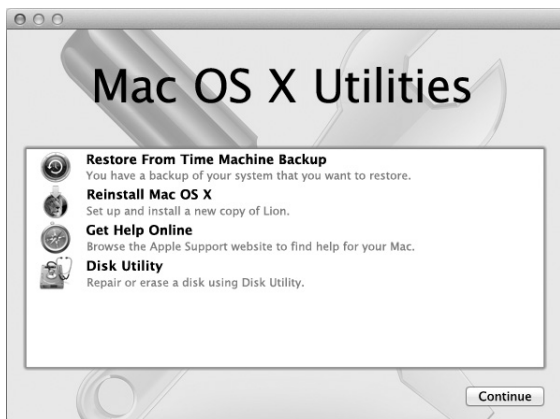 Mac OS X Utilities
Restore From Time Machine Backup
You have a backup of your system that you want to restore.
Reinstall Mac OS X
Set up and install a new copy of Lion.
Get Help Online
Browse the Apple Support website to find help for your Mac.
Disk Utility
Repair or erase a disk using Disk Utility.
Continue